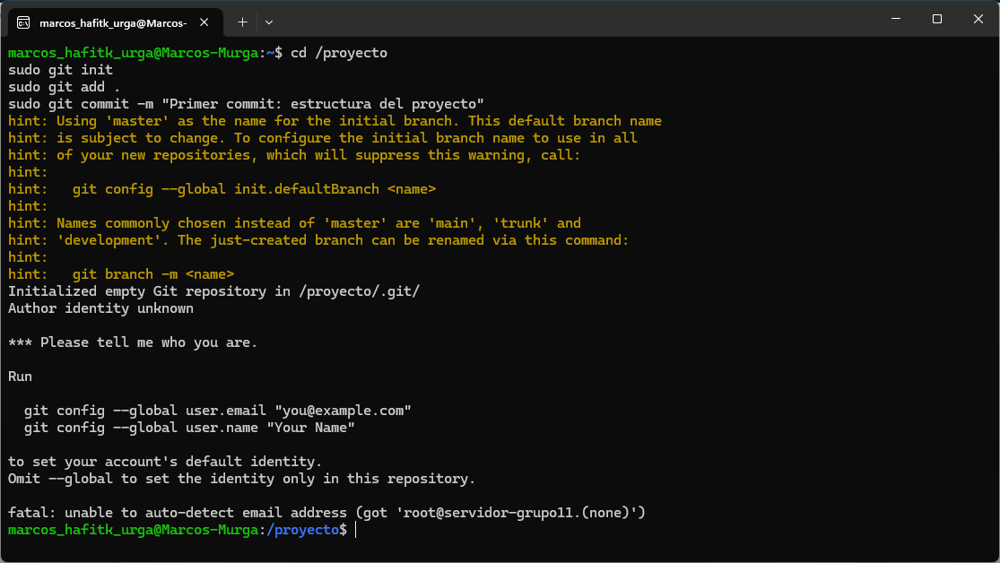 marcos_hafitk_urga@Marcos-
marcos_hafitk_urga@Marcos-Murga:~$ cd /proyecto
sudo git init
sudo git add .
sudo git commit -m "Primer commit: estructura del proyecto"
hint: Using 'master' as the name for the initial branch. This default branch name
hint: is subject to change. To configure the initial branch name to use in all
hint: of your new repositories, which will suppress this warning, call:
hint:
hint:   git config --global init.defaultBranch <name>
hint:
hint: Names commonly chosen instead of 'master' are 'main', 'trunk' and
hint: 'development'. The just-created branch can be renamed via this command:
hint:
hint:   git branch -m <name>
Initialized empty Git repository in /proyecto/.git/
Author identity unknown

*** Please tell me who you are.

Run

  git config --global user.email "you@example.com"
  git config --global user.name "Your Name"

to set your account's default identity.
Omit --global to set the identity only in this repository.

fatal: unable to auto-detect email address (got 'root@servidor-grupo11.(none)')
marcos_hafitk_urga@Marcos-Murga:/proyecto$